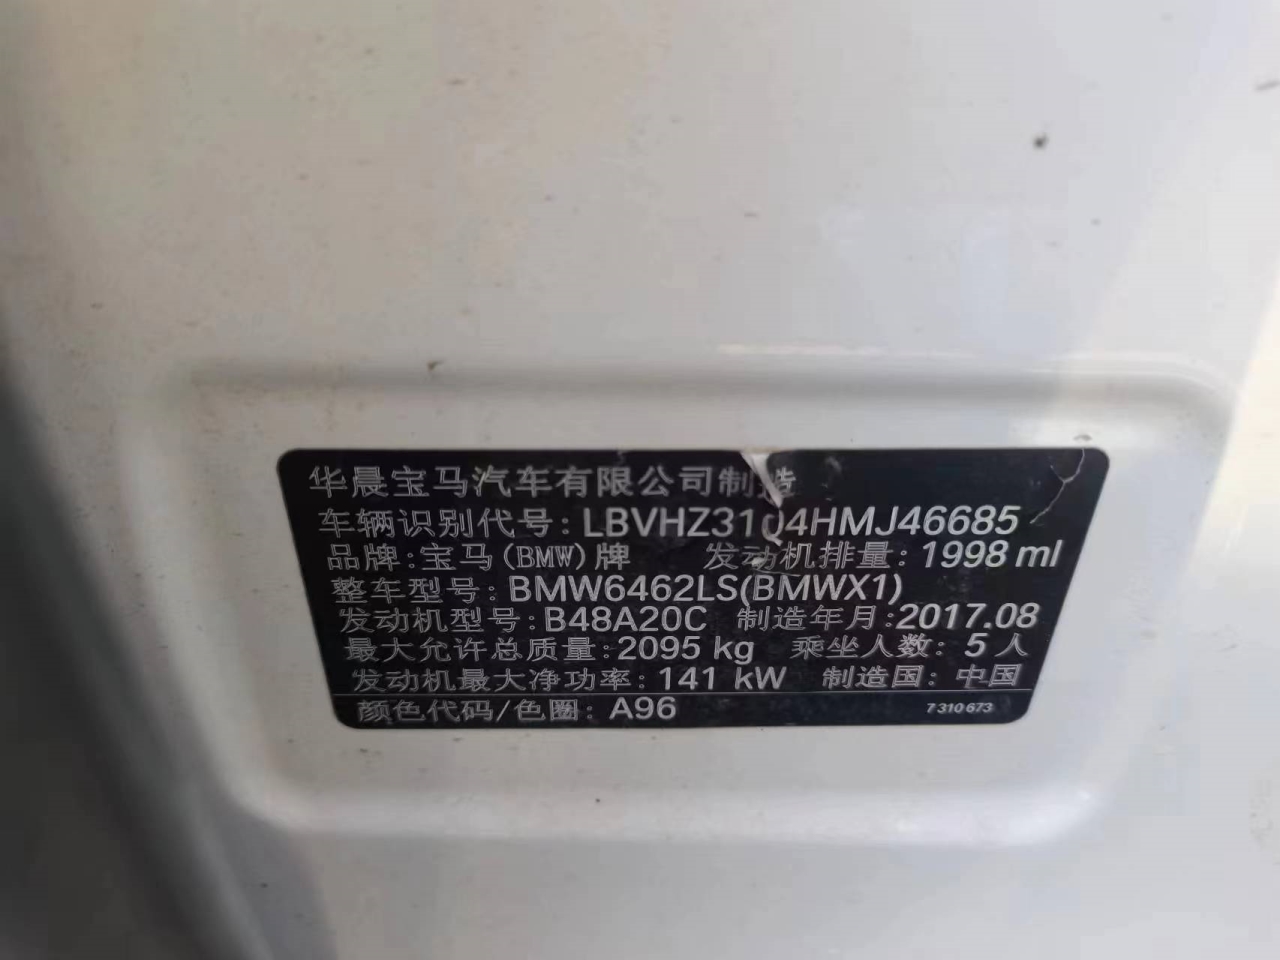 华晨宝马汽车有限公司制造
车辆识别代号: LBVHZ3104HMJ46685
品牌: 宝马(BMW)牌 发动机排量: 1998 ml
整车型号: BMW6462LS(BMWX1)
发动机型号: B48A20C 制造年月: 2017.08
最大允许总质量: 2095 kg 乘坐人数: 5 人
发动机最大净功率: 141 kW 制造国: 中国
颜色代码/色圈: A96 7 310 673